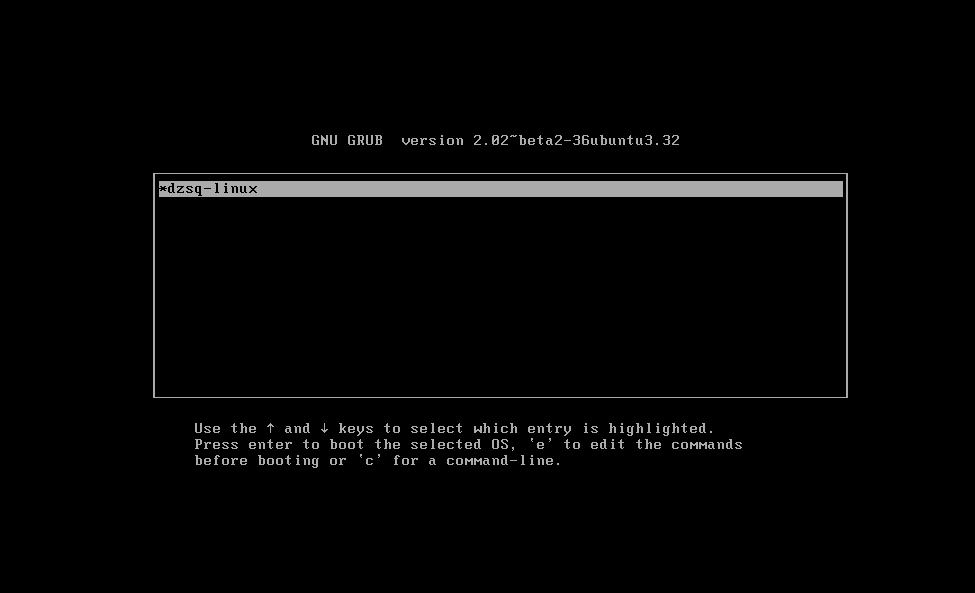 GNU GRUB  version 2.02~beta2-36ubuntu3.32
*dzsq-linux
Use the ↑ and ↓ keys to select which entry is highlighted.
Press enter to boot the selected OS, `e' to edit the commands
before booting or `c' for a command-line.